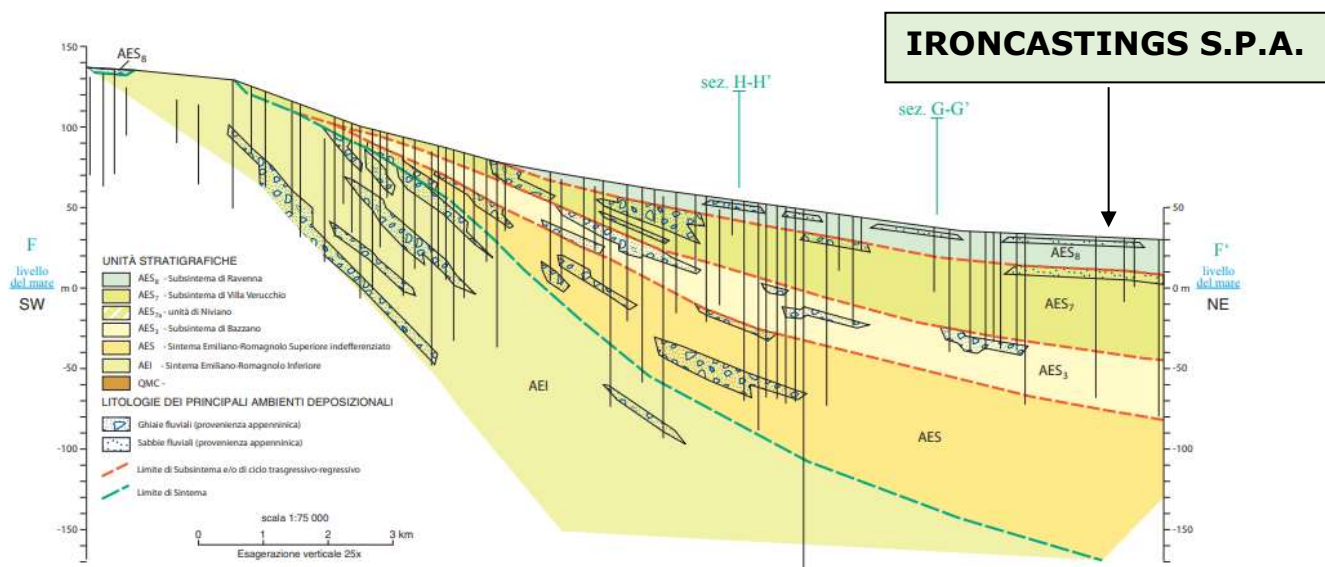 IRONCASTINGS S.P.A.
150
AES8
sez. H-H'
sez. G-G'
100
50
50
F
livello
del mare
SW
m 0
F'
livello
del mare
NE
0 m
AES8
AES7
AES3
AES
AEI
UNITÀ STRATIGRAFICHE
AES8 - Subsintema di Ravenna
AES7 - Subsintema di Villa Verucchio
AES7a - unità di Niviano
AES3 - Subsintema di Bazzano
AES - Sintema Emiliano-Romagnolo Superiore indefferenziato
AEI - Sintema Emiliano-Romagnolo Inferiore
QMC -
LITOLOGIE DEI PRINCIPALI AMBIENTI DEPOSIZIONALI
Ghiaie fluviali (provenienza appenninica)
Sabbie fluviali (provenienza appenninica)
Limite di Subsintema e/o di ciclo trasgressivo-regressivo
Limite di Sintema
-50
-50
-100
-100
-150
-150
scala 1:75 000
0 1 2 3 km
Esagerazione verticale 25x